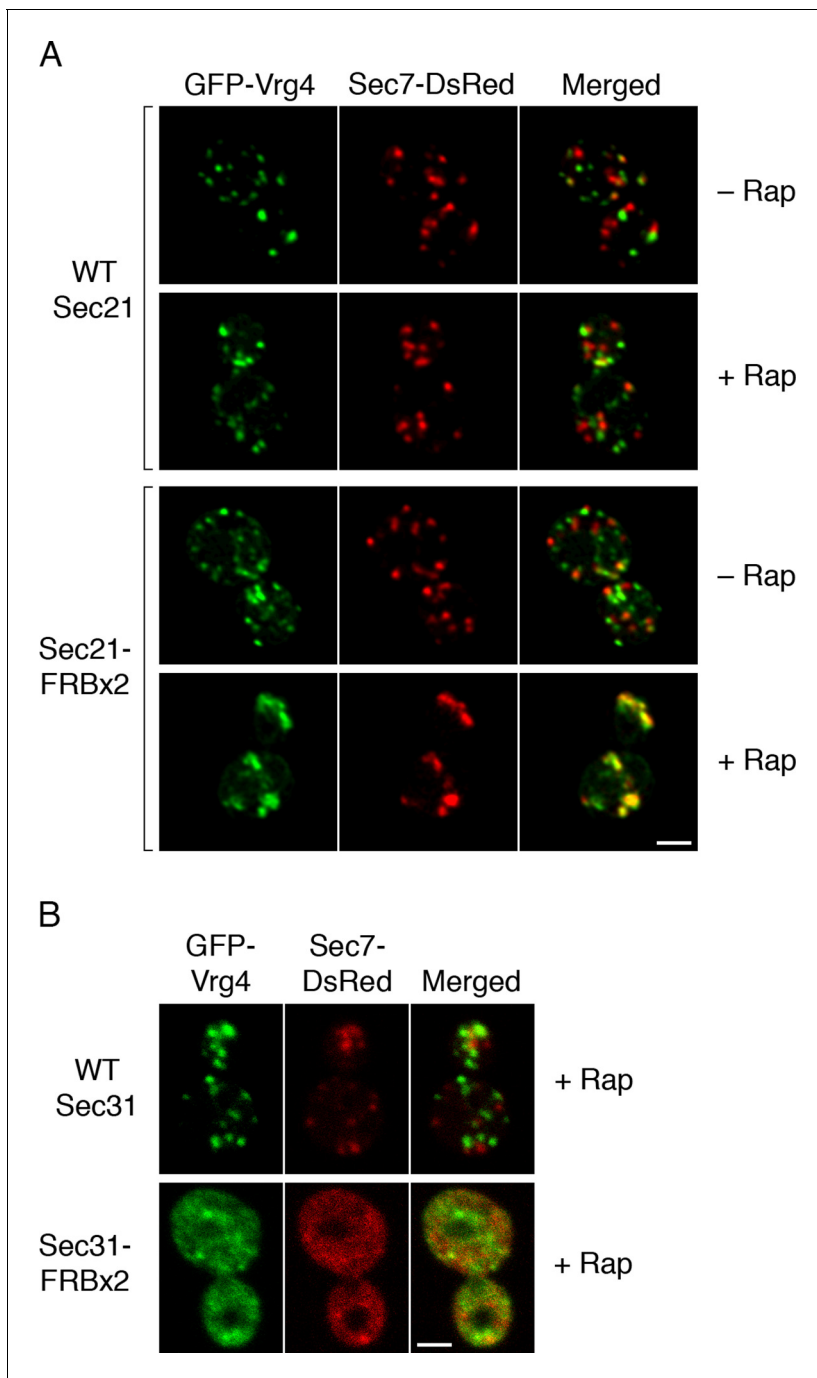 A
GFP-Vrg4 Sec7-DsRed Merged
WT
Sec21
– Rap
+ Rap
Sec21-
FRBx2
– Rap
+ Rap
B
GFP-
Vrg4
Sec7-
DsRed
Merged
WT
Sec31
+ Rap
Sec31-
FRBx2
+ Rap